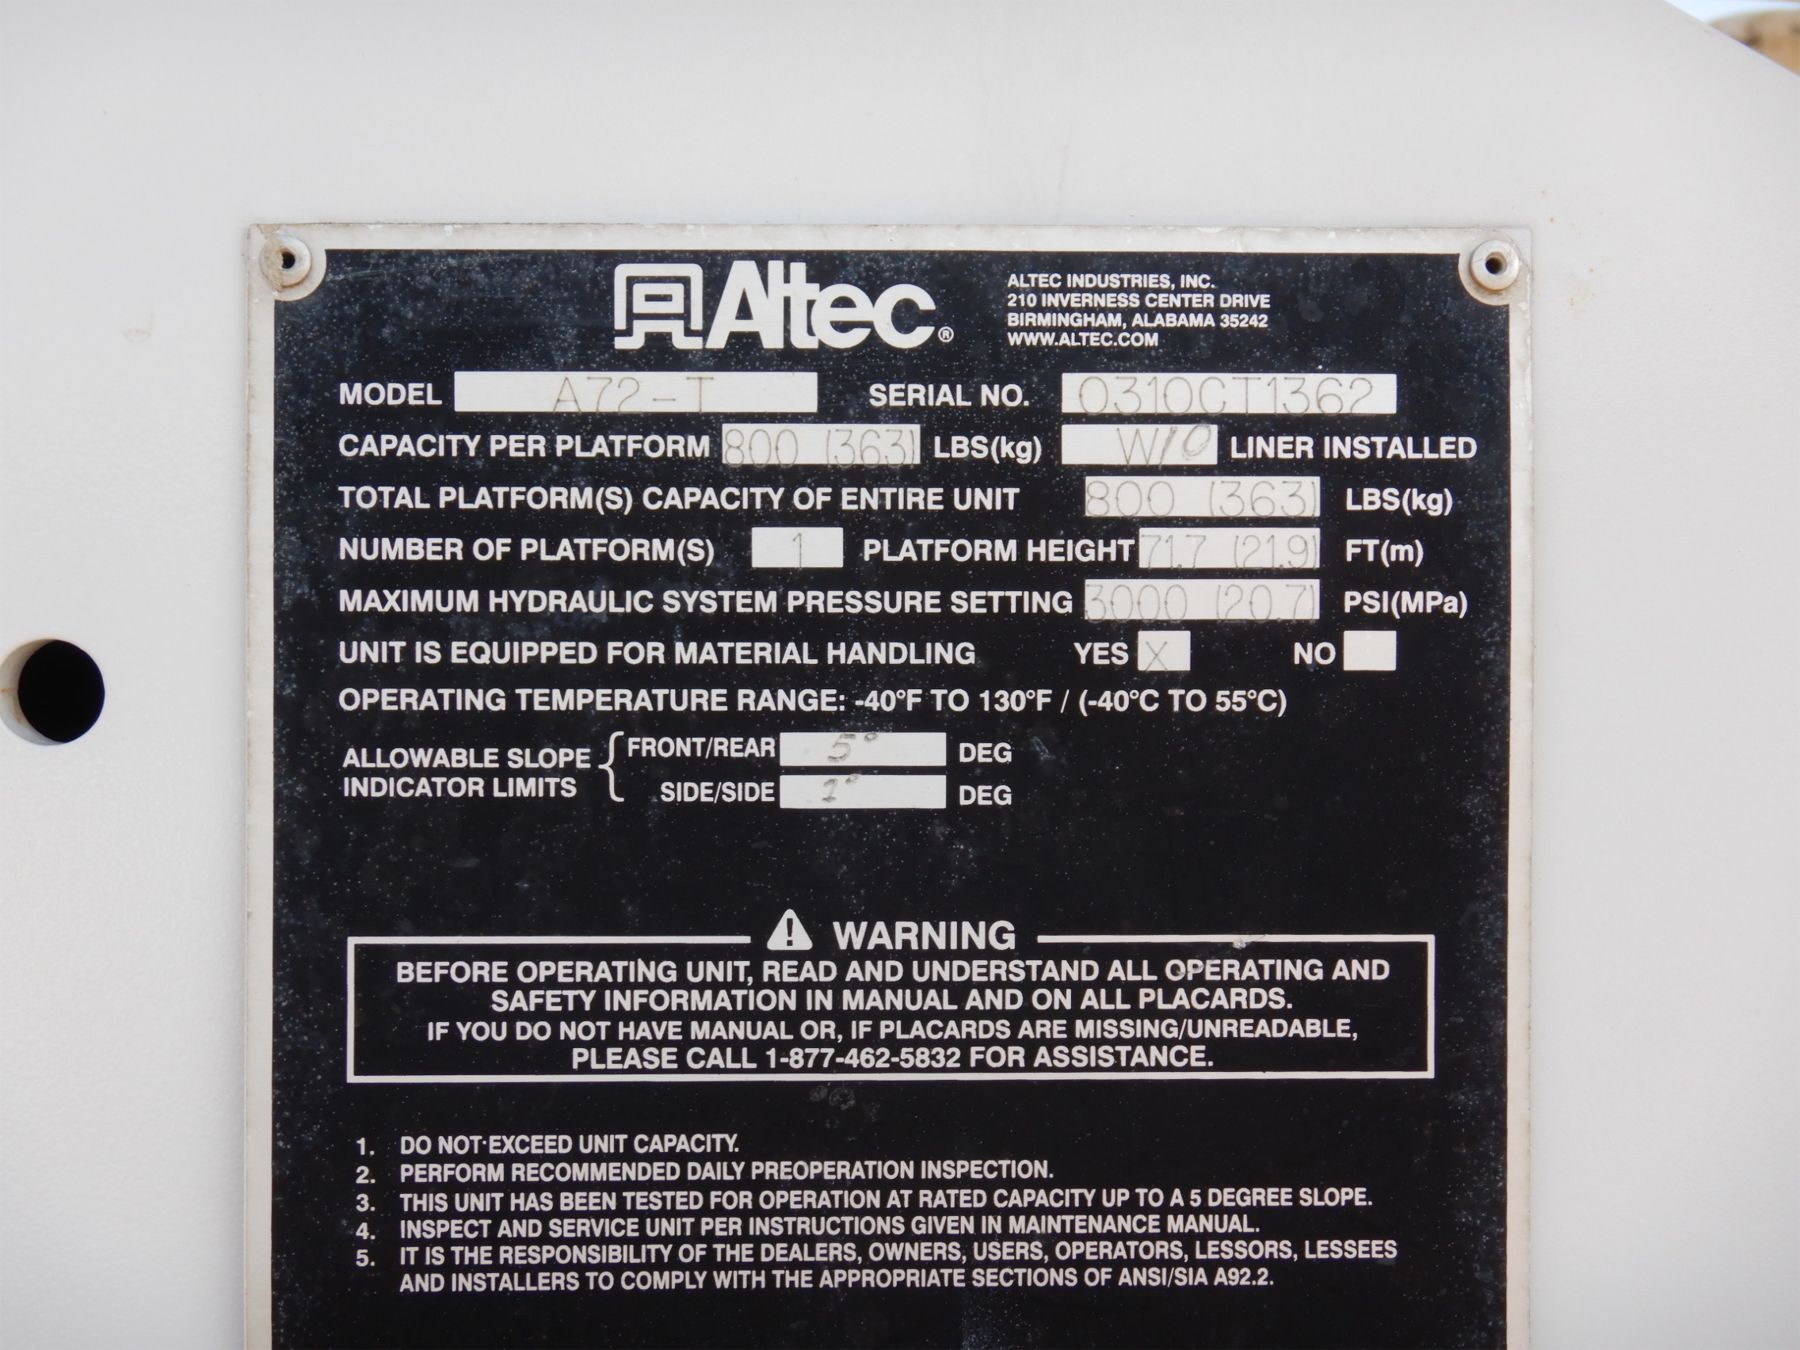 Altec®
ALTEC INDUSTRIES, INC.
210 INVERNESS CENTER DRIVE
BIRMINGHAM, ALABAMA 35242
WWW.ALTEC.COM
MODEL A72-T SERIAL NO. 0310CT1362
CAPACITY PER PLATFORM 800 (363) LBS(kg) W/O LINER INSTALLED
TOTAL PLATFORM(S) CAPACITY OF ENTIRE UNIT 800 (363) LBS(kg)
NUMBER OF PLATFORM(S) 1 PLATFORM HEIGHT 71.7 (21.9) FT(m)
MAXIMUM HYDRAULIC SYSTEM PRESSURE SETTING 3000 (20.7) PSI(MPa)
UNIT IS EQUIPPED FOR MATERIAL HANDLING YES X NO
OPERATING TEMPERATURE RANGE: -40°F TO 130°F / (-40°C TO 55°C)
ALLOWABLE SLOPE INDICATOR LIMITS
FRONT/REAR 5° DEG
SIDE/SIDE 1° DEG
WARNING
BEFORE OPERATING UNIT, READ AND UNDERSTAND ALL OPERATING AND
SAFETY INFORMATION IN MANUAL AND ON ALL PLACARDS.
IF YOU DO NOT HAVE MANUAL OR, IF PLACARDS ARE MISSING/UNREADABLE,
PLEASE CALL 1-877-462-5832 FOR ASSISTANCE.
1. DO NOT EXCEED UNIT CAPACITY.
2. PERFORM RECOMMENDED DAILY PREOPERATION INSPECTION.
3. THIS UNIT HAS BEEN TESTED FOR OPERATION AT RATED CAPACITY UP TO A 5 DEGREE SLOPE.
4. INSPECT AND SERVICE UNIT PER INSTRUCTIONS GIVEN IN MAINTENANCE MANUAL.
5. IT IS THE RESPONSIBILITY OF THE DEALERS, OWNERS, USERS, OPERATORS, LESSORS, LESSEES
AND INSTALLERS TO COMPLY WITH THE APPROPRIATE SECTIONS OF ANSI/SIA A92.2.